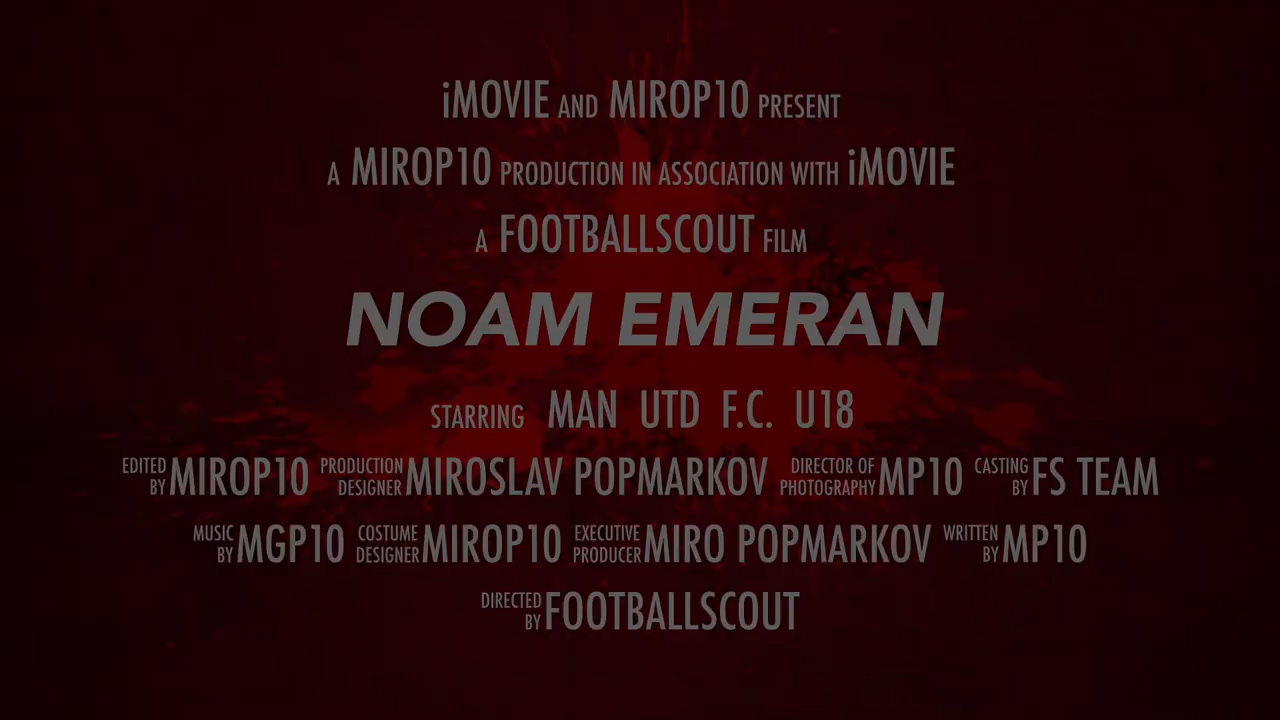 iMOVIE AND MIROP10 PRESENT
A MIROP10 PRODUCTION IN ASSOCIATION WITH iMOVIE
A FOOTBALLSCOUT FILM
NOAM EMERAN
STARRING MAN UTD F.C. U18
EDITED BY MIROP10 PRODUCTION DESIGNER MIROSLAV POPMARKOV DIRECTOR OF PHOTOGRAPHY MP10 CASTING BY FS TEAM
MUSIC BY MGP10 COSTUME DESIGNER MIROP10 EXECUTIVE PRODUCER MIRO POPMARKOV WRITTEN BY MP10
DIRECTED BY FOOTBALLSCOUT